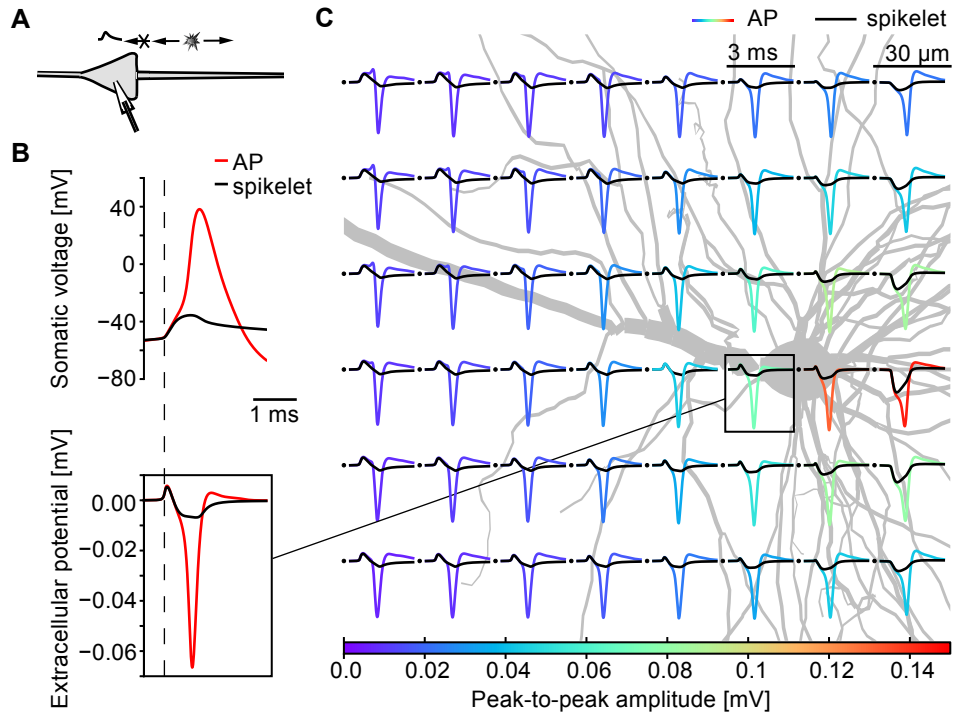 A
B
AP
spikelet
Somatic voltage [mV]
40
0
−40
−80
1 ms
Extracellular potential [mV]
0.00
−0.02
−0.04
−0.06
C
AP
spikelet
3 ms
30 µm
0.0
0.02
0.04
0.06
0.08
0.1
0.12
0.14
Peak-to-peak amplitude [mV]